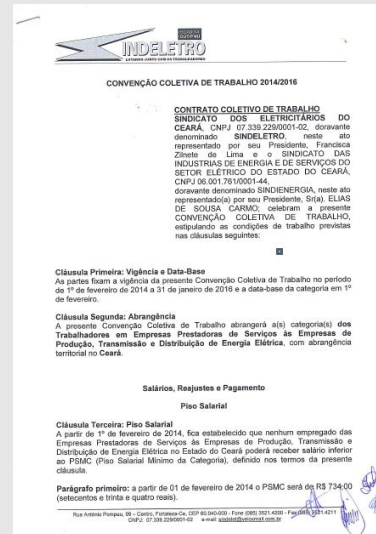 SINDELETRO
CONVENÇÃO COLETIVA DE TRABALHO 2014/2016
CONTRATO COLETIVO DE TRABALHO
SINDICATO DOS ELETRICITÁRIOS DO
CEARÁ, CNPJ 07.339.229/0001-02, doravante
denominado SINDELETRO, neste ato
representado por seu Presidente, Francisca
Zilnete de Lima e o SINDICATO DAS
INDUSTRIAS DE ENERGIA E DE SERVIÇOS DO
SETOR ELÉTRICO DO ESTADO DO CEARÁ,
CNPJ 06.001.761/0001-44,
doravante denominado SINDIENERGIA, neste ato
representado(a) por seu Presidente, Sr(a). ELIAS
DE SOUSA CARMO; celebram a presente
CONVENÇÃO COLETIVA DE TRABALHO,
estipulando as condições de trabalho previstas
nas cláusulas seguintes:
Cláusula Primeira: Vigência e Data-Base
As partes fixam a vigência da presente Convenção Coletiva de Trabalho no período
de 1º de fevereiro de 2014 a 31 de janeiro de 2016 e a data-base da categoria em 1º
de fevereiro.
Cláusula Segunda: Abrangência
A presente Convenção Coletiva de Trabalho abrangerá a(s) categoria(s) dos
Trabalhadores em Empresas Prestadoras de Serviços às Empresas de
Produção, Transmissão e Distribuição de Energia Elétrica, com abrangência
territorial no Ceará.
Salários, Reajustes e Pagamento
Piso Salarial
Cláusula Terceira: Piso Salarial
A partir de 1º de fevereiro de 2014, fica estabelecido que nenhum empregado das
Empresas Prestadoras de Serviços às Empresas de Produção, Transmissão e
Distribuição de Energia Elétrica no Estado do Ceará poderá receber salário inferior
ao PSMC (Piso Salarial Mínimo da Categoria), definido nos termos da presente
cláusula.
Parágrafo primeiro: a partir de 01 de fevereiro de 2014 o PSMC será de R$ 734,00
(setecentos e trinta e quatro reais).
Rua Antônio Pompeu, 09 – Centro, Fortaleza-Ce, CEP 60.040-000 - Fone (085) 3521.4200 - Fax (085) 3521.4211
CNPJ: 07.339.229/0001-02 e-mail: